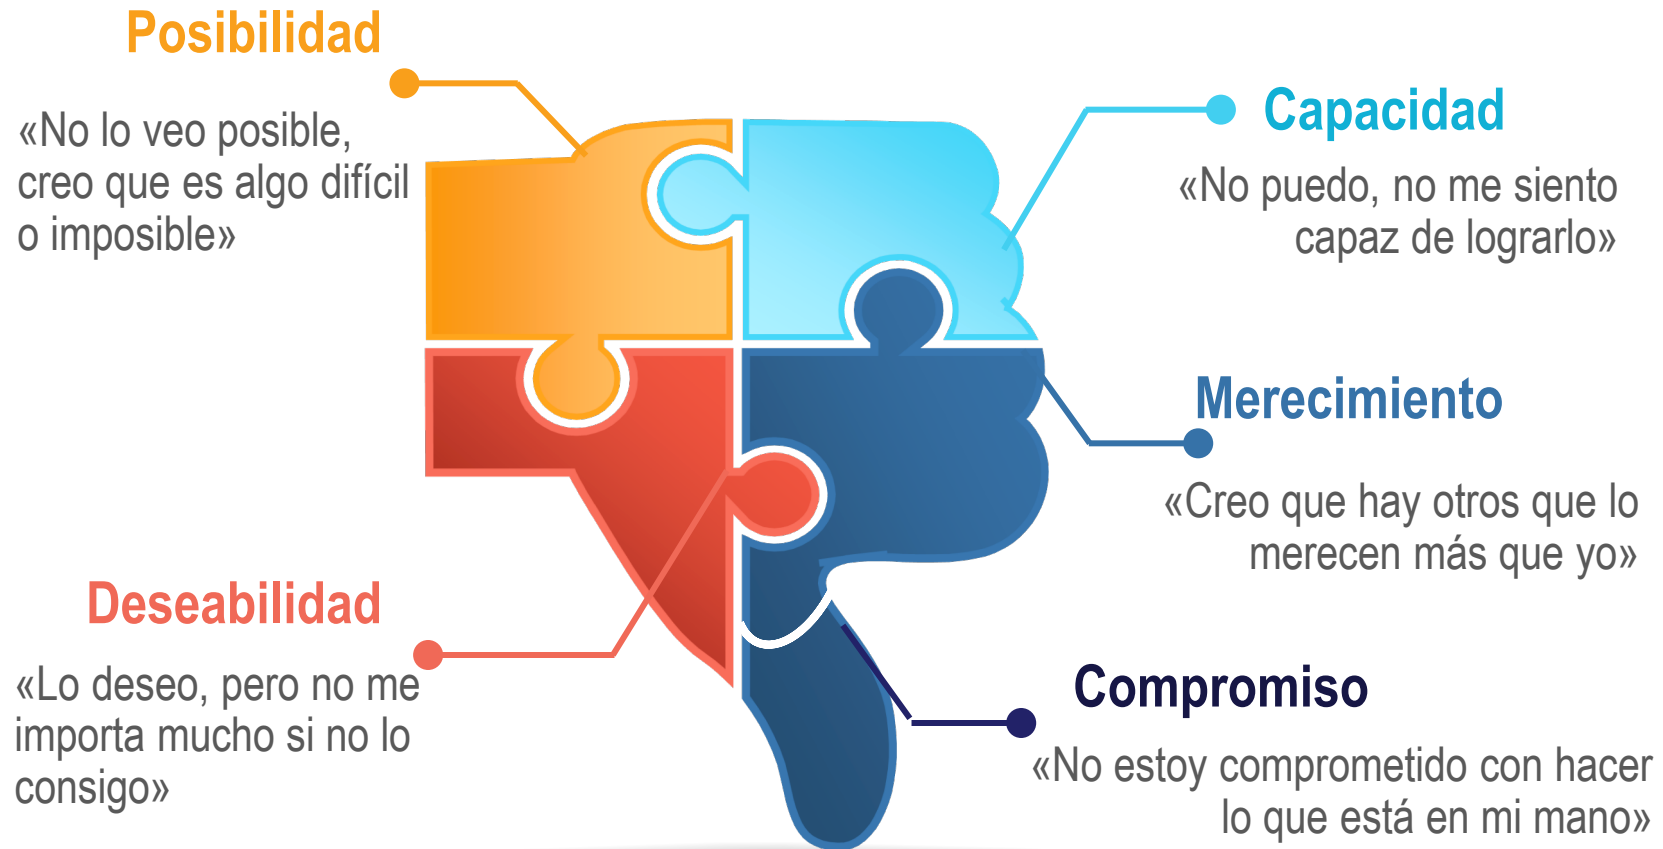 Posibilidad
«No lo veo posible,
creo que es algo difícil
o imposible»
Capacidad
«No puedo, no me siento
capaz de lograrlo»
Merecimiento
«Creo que hay otros que lo
merecen más que yo»
Deseabilidad
«Lo deseo, pero no me
importa mucho si no lo
consigo»
Compromiso
«No estoy comprometido con hacer
lo que está en mi mano»